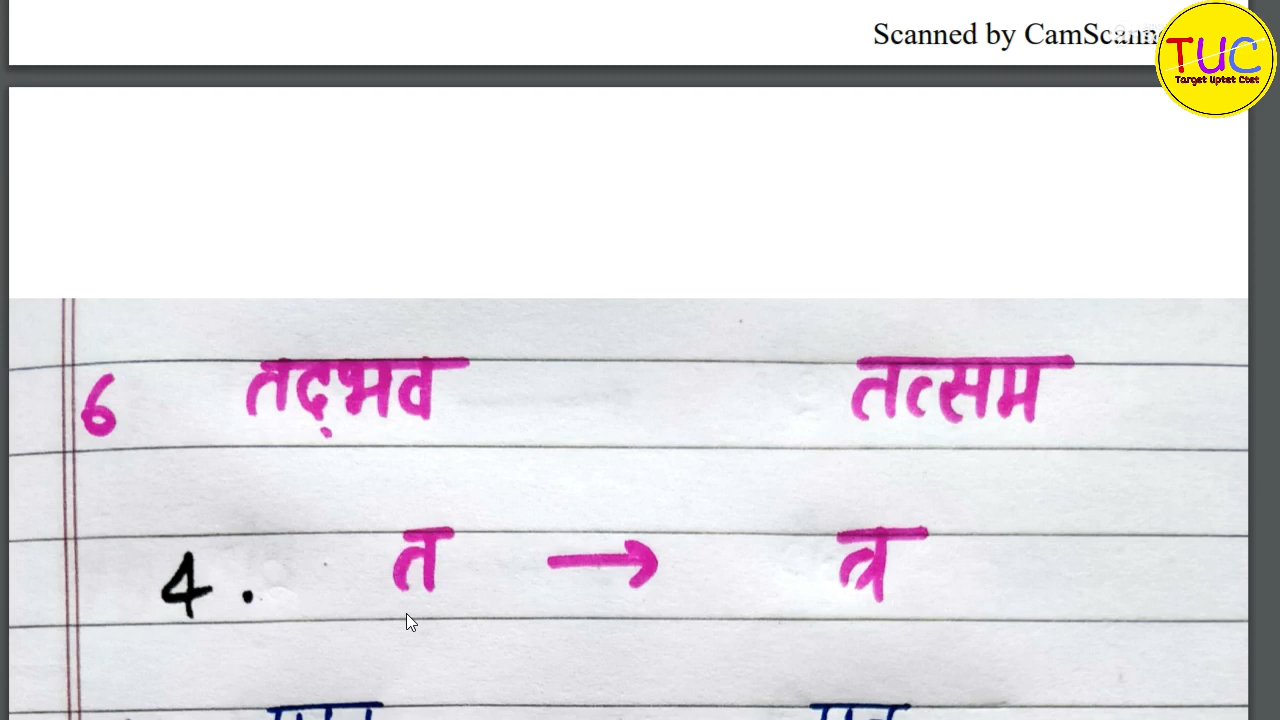 Scanned by CamScann
TUC
Target Uptet Ctet
6 तद्भव तत्सम
4. त → त्र